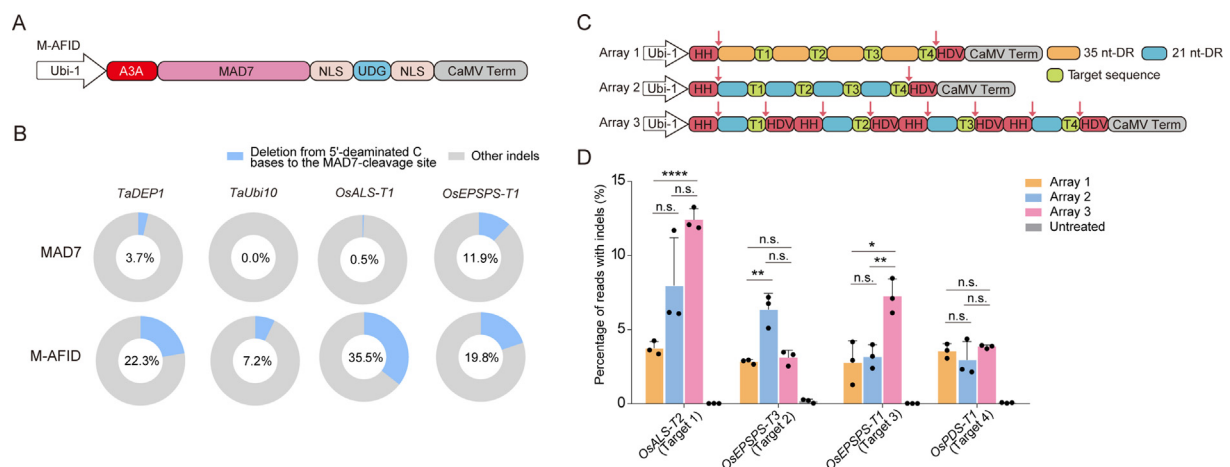 A
M-AFID
Ubi-1 A3A MAD7 NLS UDG NLS CaMV Term
B
Deletion from 5'-deaminated C
bases to the MAD7-cleavage site
Other indels
TaDEP1 TaUbi10 OsALS-T1 OsEPSPS-T1
MAD7 3.7% 0.0% 0.5% 11.9%
M-AFID 22.3% 7.2% 35.5% 19.8%
C
Array 1 Ubi-1 HH T1 T2 T3 T4 HDV CaMV Term
35 nt-DR 21 nt-DR
Target sequence
Array 2 Ubi-1 HH T1 T2 T3 T4 HDV CaMV Term
Array 3 Ubi-1 HH T1 HDV HH T2 HDV HH T3 HDV HH T4 HDV CaMV Term
D
Percentage of reads with indels (%)
15
10
5
0
****
n.s.
n.s.
n.s.
n.s.
**
*
**
n.s.
n.s.
n.s.
n.s.
Array 1
Array 2
Array 3
Untreated
OsALS-T2
(Target 1)
OsEPSPS-T3
(Target 2)
OsEPSPS-T1
(Target 3)
OsPDS-T1
(Target 4)